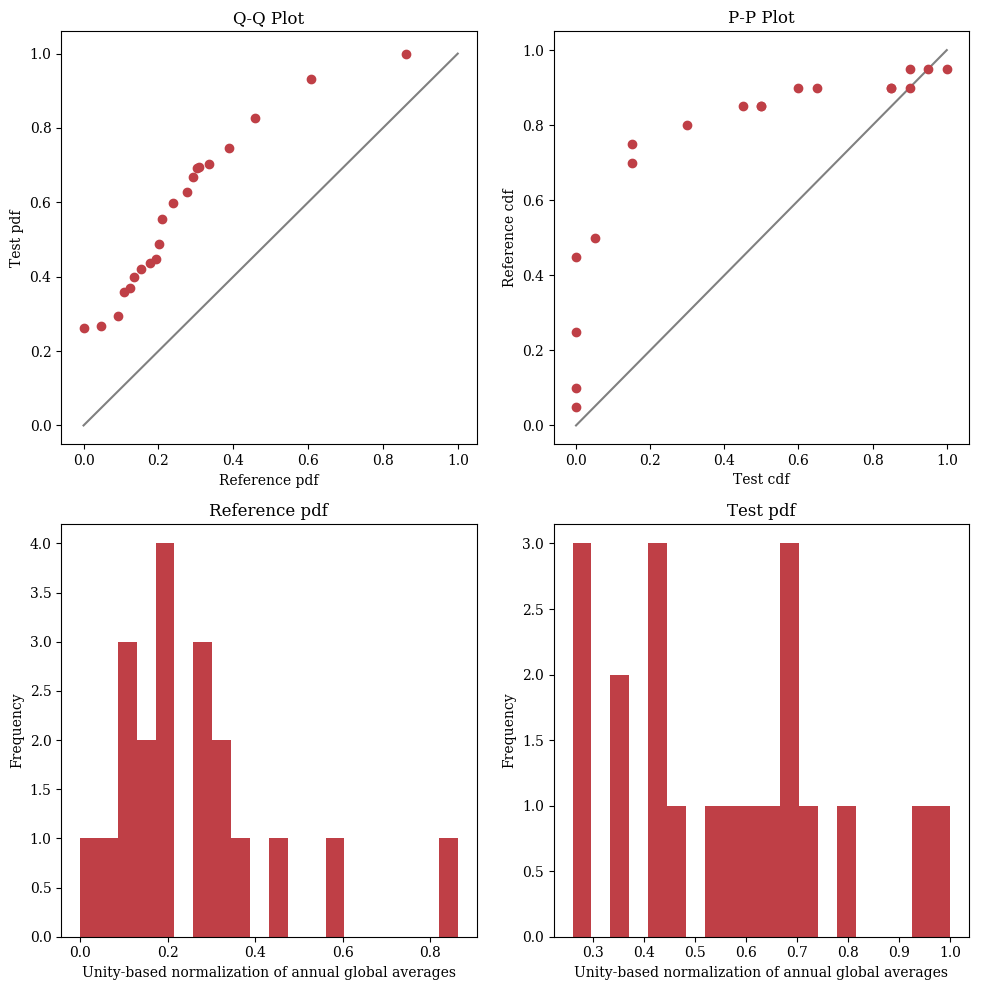 Q-Q Plot
Test pdf
1.0
0.8
0.6
0.4
0.2
0.0
0.0 0.2 0.4 0.6 0.8 1.0
Reference pdf
P-P Plot
Reference cdf
1.0
0.8
0.6
0.4
0.2
0.0
0.0 0.2 0.4 0.6 0.8 1.0
Test cdf
Reference pdf
Frequency
4.0
3.5
3.0
2.5
2.0
1.5
1.0
0.5
0.0
0.0 0.2 0.4 0.6 0.8
Unity-based normalization of annual global averages
Test pdf
Frequency
3.0
2.5
2.0
1.5
1.0
0.5
0.0
0.3 0.4 0.5 0.6 0.7 0.8 0.9 1.0
Unity-based normalization of annual global averages